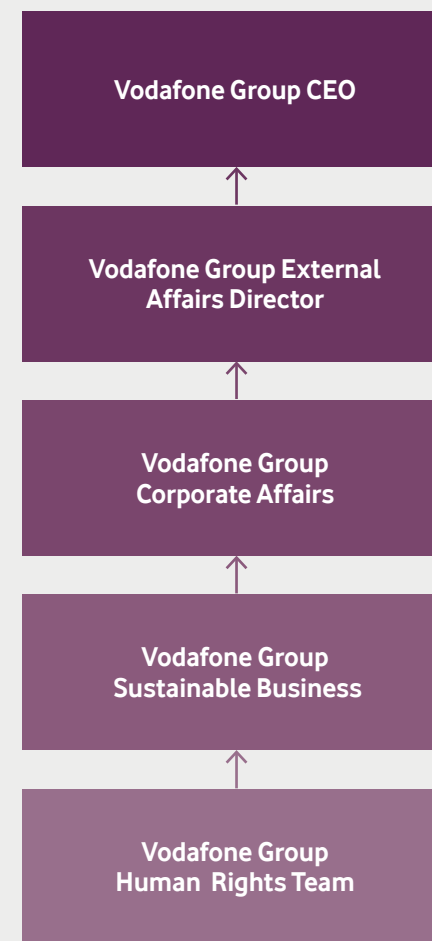 Vodafone Group CEO
Vodafone Group External
Affairs Director
Vodafone Group
Corporate Affairs
Vodafone Group
Sustainable Business
Vodafone Group
Human Rights Team